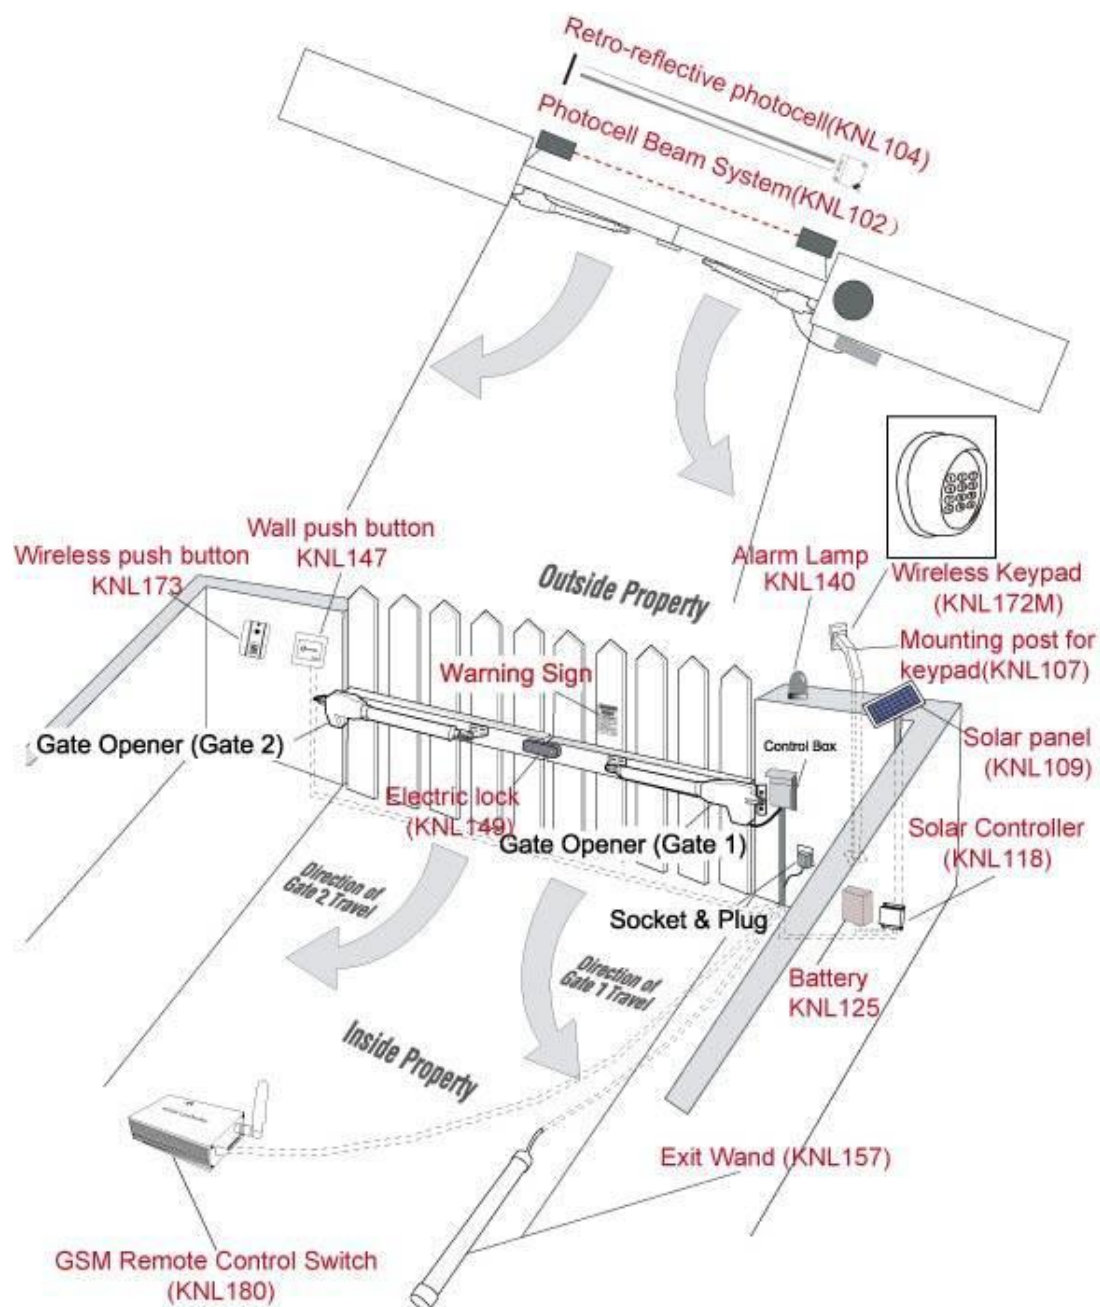 Retro-reflective photocell(KNL104)
Photocell Beam System(KNL102)
Wall push button
KNL147
Wireless push button
KNL173
Outside Property
Alarm Lamp
KNL140
Wireless Keypad
(KNL172M)
Mounting post for
keypad(KNL107)
Warning Sign
Gate Opener (Gate 2)
Control Box
Solar panel
(KNL109)
Electric lock
(KNL149)
Gate Opener (Gate 1)
Solar Controller
(KNL118)
Direction of
Gate 2 Travel
Socket & Plug
Direction of
Gate 1 Travel
Battery
KNL125
Inside Property
Exit Wand (KNL157)
GSM Remote Control Switch
(KNL180)